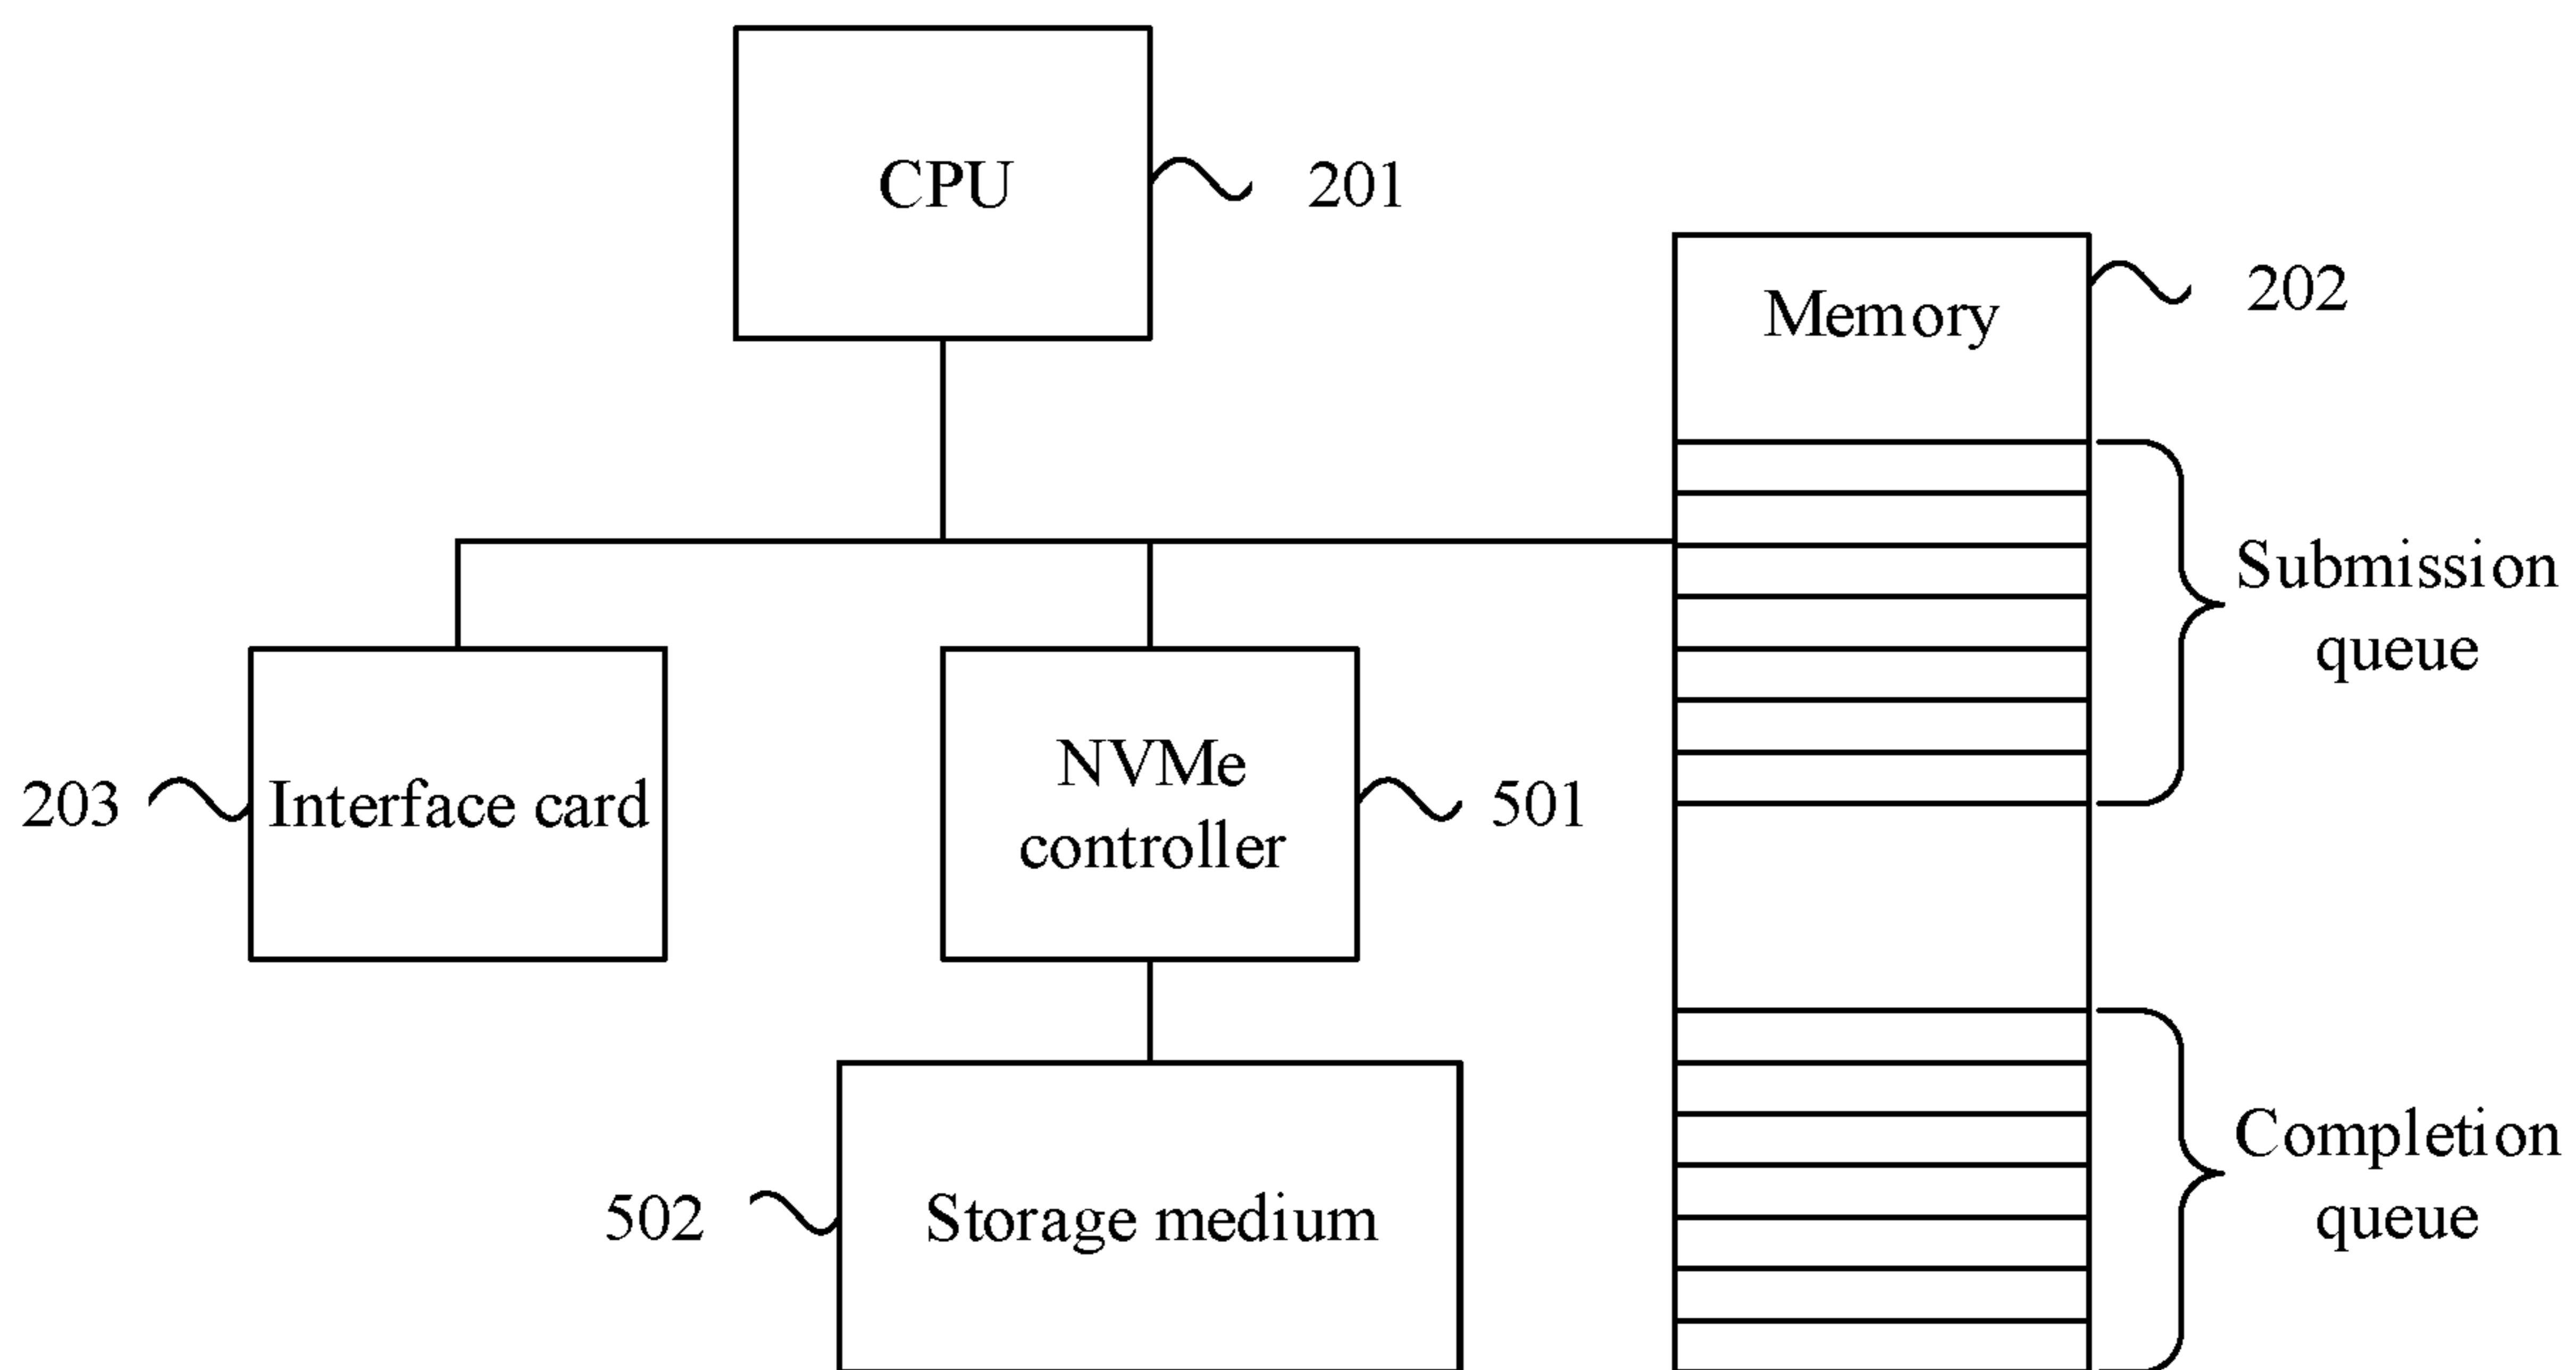 CPU
201
Memory
202
Submission
queue
203
Interface card
NVMe
controller
501
Completion
queue
502
Storage medium